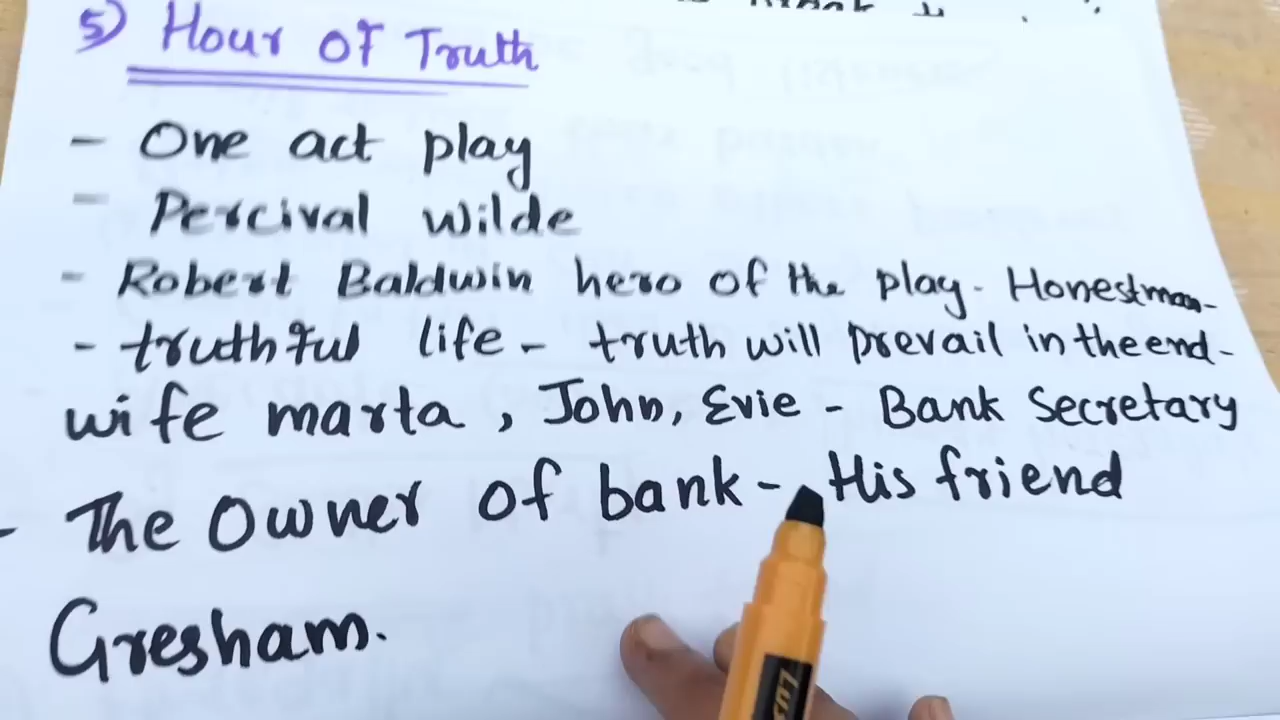 5) Hour of Truth
- One act play
- Percival wilde
- Robert Baldwin hero of the play - Honestman -
- truthful life - truth will prevail in the end -
wife marta, John, Evie - Bank Secretary
- The Owner of bank - His friend
Gresham.
LUS